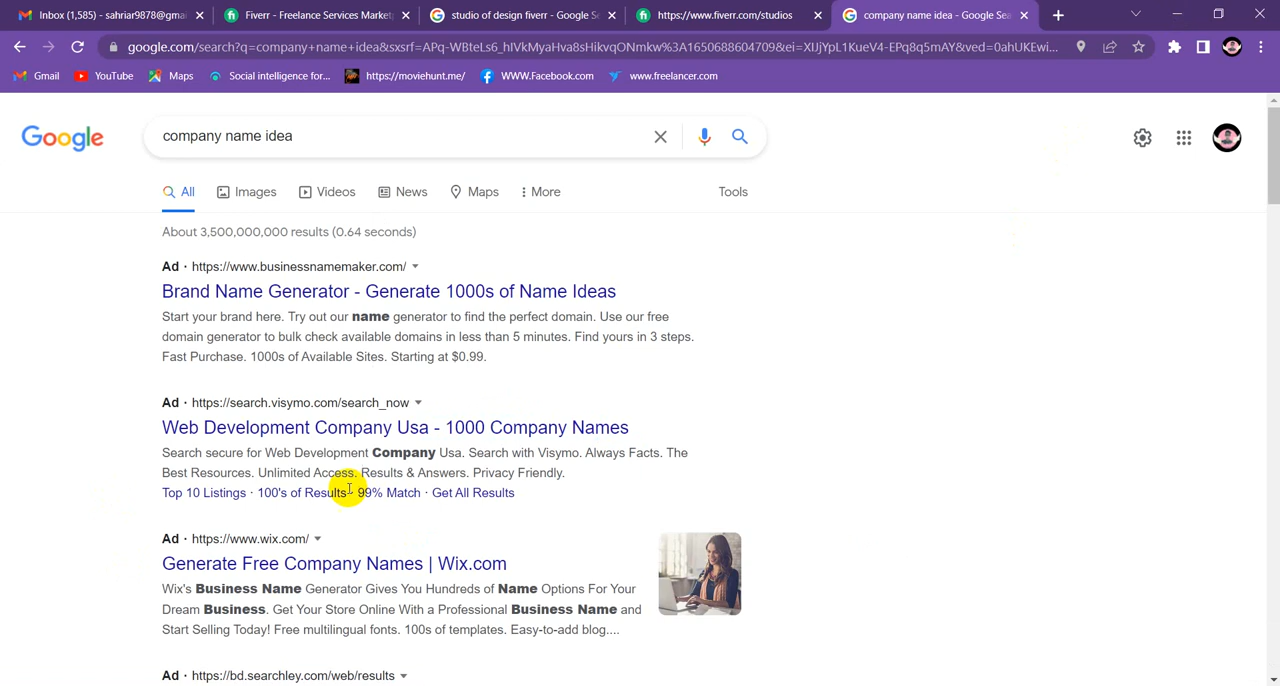 Inbox (1,585) - sahriar9878@gmai
Fiverr - Freelance Services Market
studio of design fiverr - Google Se
https://www.fiverr.com/studios
company name idea - Google Sea
google.com/search?q=company+name+idea&sxsrf=APq-WBteLs6_hIVkMyaHva8sHikvqONmkw%3A1650688604709&ei=XIJjYpL1KueV4-EPq8q5mAY&ved=0ahUKEwi...
Gmail
YouTube
Maps
Social intelligence for...
https://moviehunt.me/
WWW.Facebook.com
www.freelancer.com
Google
company name idea
All
Images
Videos
News
Maps
More
Tools
About 3,500,000,000 results (0.64 seconds)
Ad · https://www.businessnamemaker.com/
Brand Name Generator - Generate 1000s of Name Ideas
Start your brand here. Try out our name generator to find the perfect domain. Use our free
domain generator to bulk check available domains in less than 5 minutes. Find yours in 3 steps.
Fast Purchase. 1000s of Available Sites. Starting at $0.99.
Ad · https://search.visymo.com/search_now
Web Development Company Usa - 1000 Company Names
Search secure for Web Development Company Usa. Search with Visymo. Always Facts. The
Best Resources. Unlimited Access. Results & Answers. Privacy Friendly.
Top 10 Listings · 100's of Results · 99% Match · Get All Results
Ad · https://www.wix.com/
Generate Free Company Names | Wix.com
Wix's Business Name Generator Gives You Hundreds of Name Options For Your
Dream Business. Get Your Store Online With a Professional Business Name and
Start Selling Today! Free multilingual fonts. 100s of templates. Easy-to-add blog....
Ad · https://bd.searchley.com/web/results